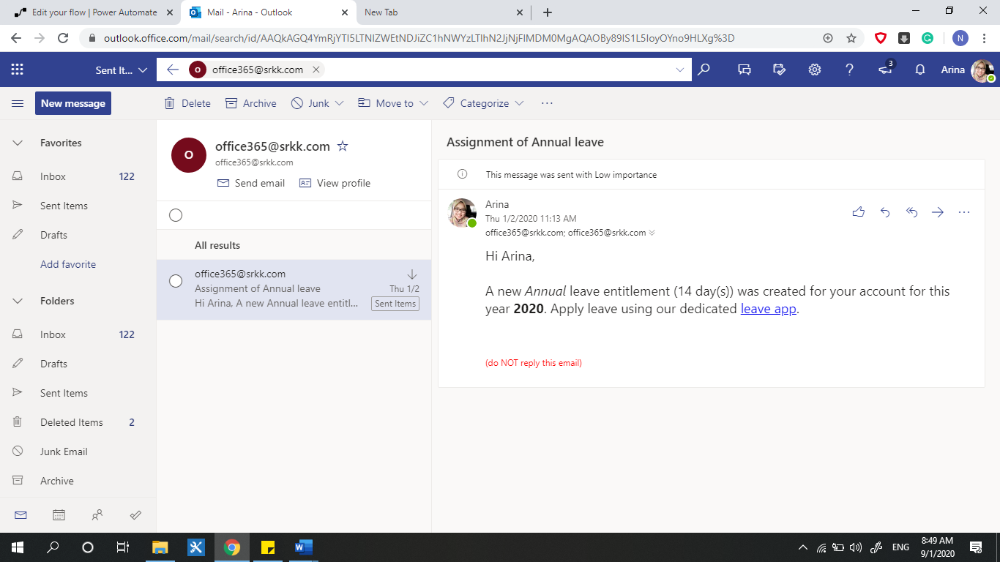 Edit your flow | Power Automate
Mail - Arina - Outlook
New Tab
outlook.office.com/mail/search/id/AAQkAGQ4YmRjYTI5LTNIZWEtNDJiZC1hNWYzLTlhN2JjNjFlMDM0MgAQAOBy89IS1L5IoyOYno9HLXg%3D
N
Sent It...
O
office365@srkk.com
3
Arina
New message
Delete
Archive
Junk
Move to
Categorize
Favorites
Inbox 122
Sent Items
Drafts
Add favorite
Folders
Inbox 122
Drafts
Sent Items
Deleted Items 2
Junk Email
Archive
O
office365@srkk.com
office365@srkk.com
Send email
View profile
All results
office365@srkk.com
Assignment of Annual leave Thu 1/2
Hi Arina, A new Annual leave entitl... Sent Items
Assignment of Annual leave
This message was sent with Low importance
Arina
Thu 1/2/2020 11:13 AM
office365@srkk.com; office365@srkk.com
Hi Arina,
A new Annual leave entitlement (14 day(s)) was created for your account for this
year 2020. Apply leave using our dedicated leave app.
(do NOT reply this email)
ENG
8:49 AM
9/1/2020